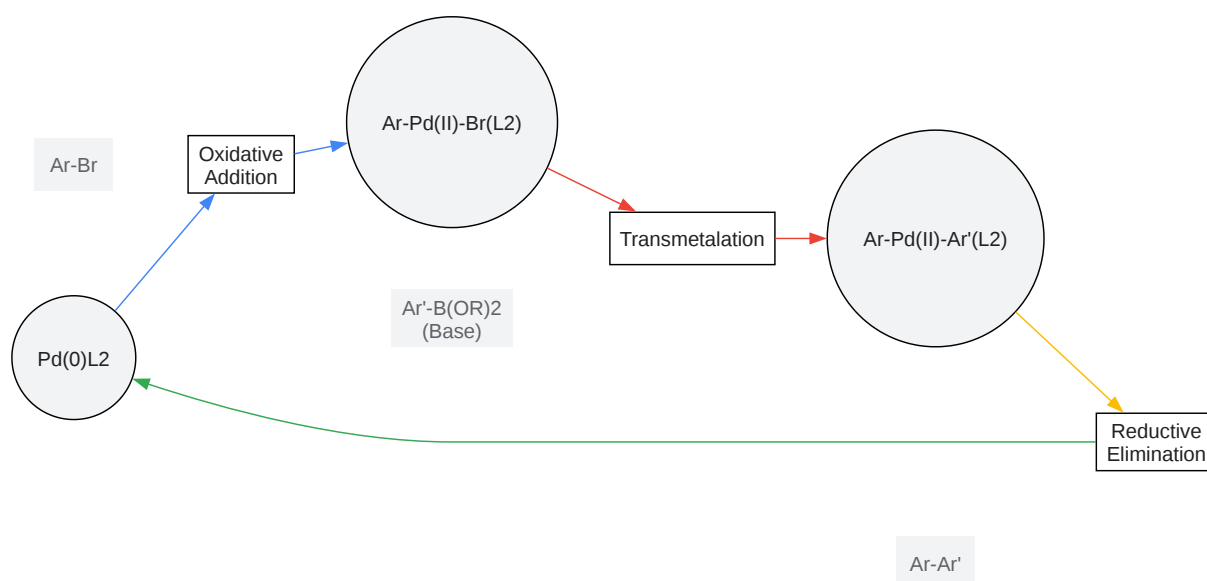 Ar-Pd(II)-Br(L2)
Ar-Br
Oxidative
Addition
Transmetalation
Ar-Pd(II)-Ar'(L2)
Ar'-B(OR)2
(Base)
Pd(0)L2
Reductive
Elimination
Ar-Ar'